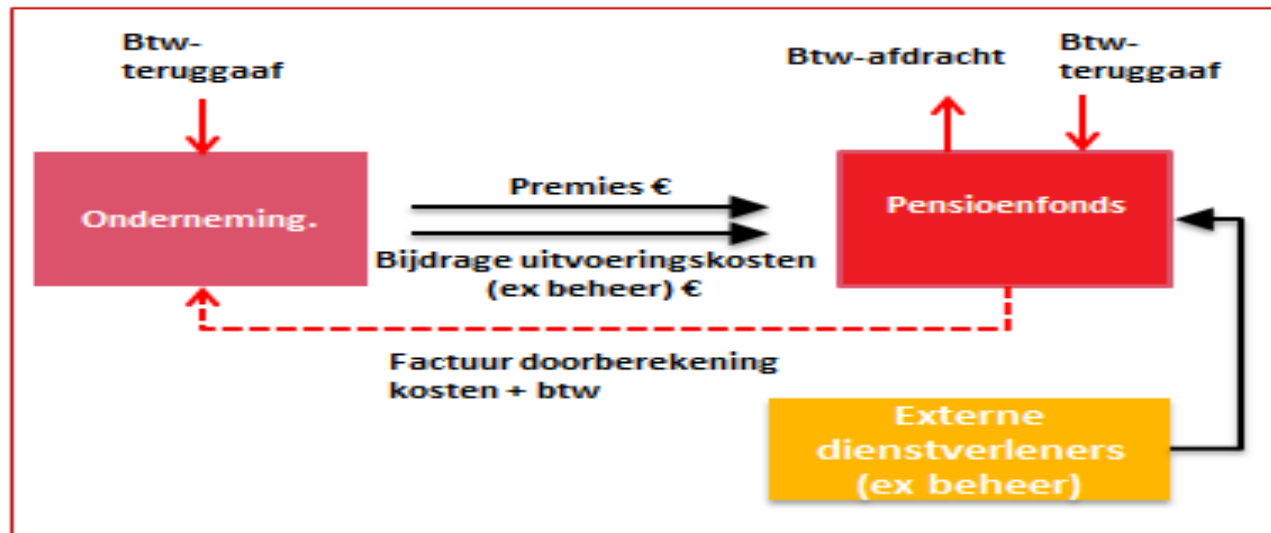 Btw-
teruggaaf
Btw-afdracht
Btw-
teruggaaf
Onderneming.
Premies €
Pensioenfonds
Bijdrage uitvoeringskosten
(ex beheer) €
Factuur doorberekening
kosten + btw
Externe
dienstverleners
(ex beheer)